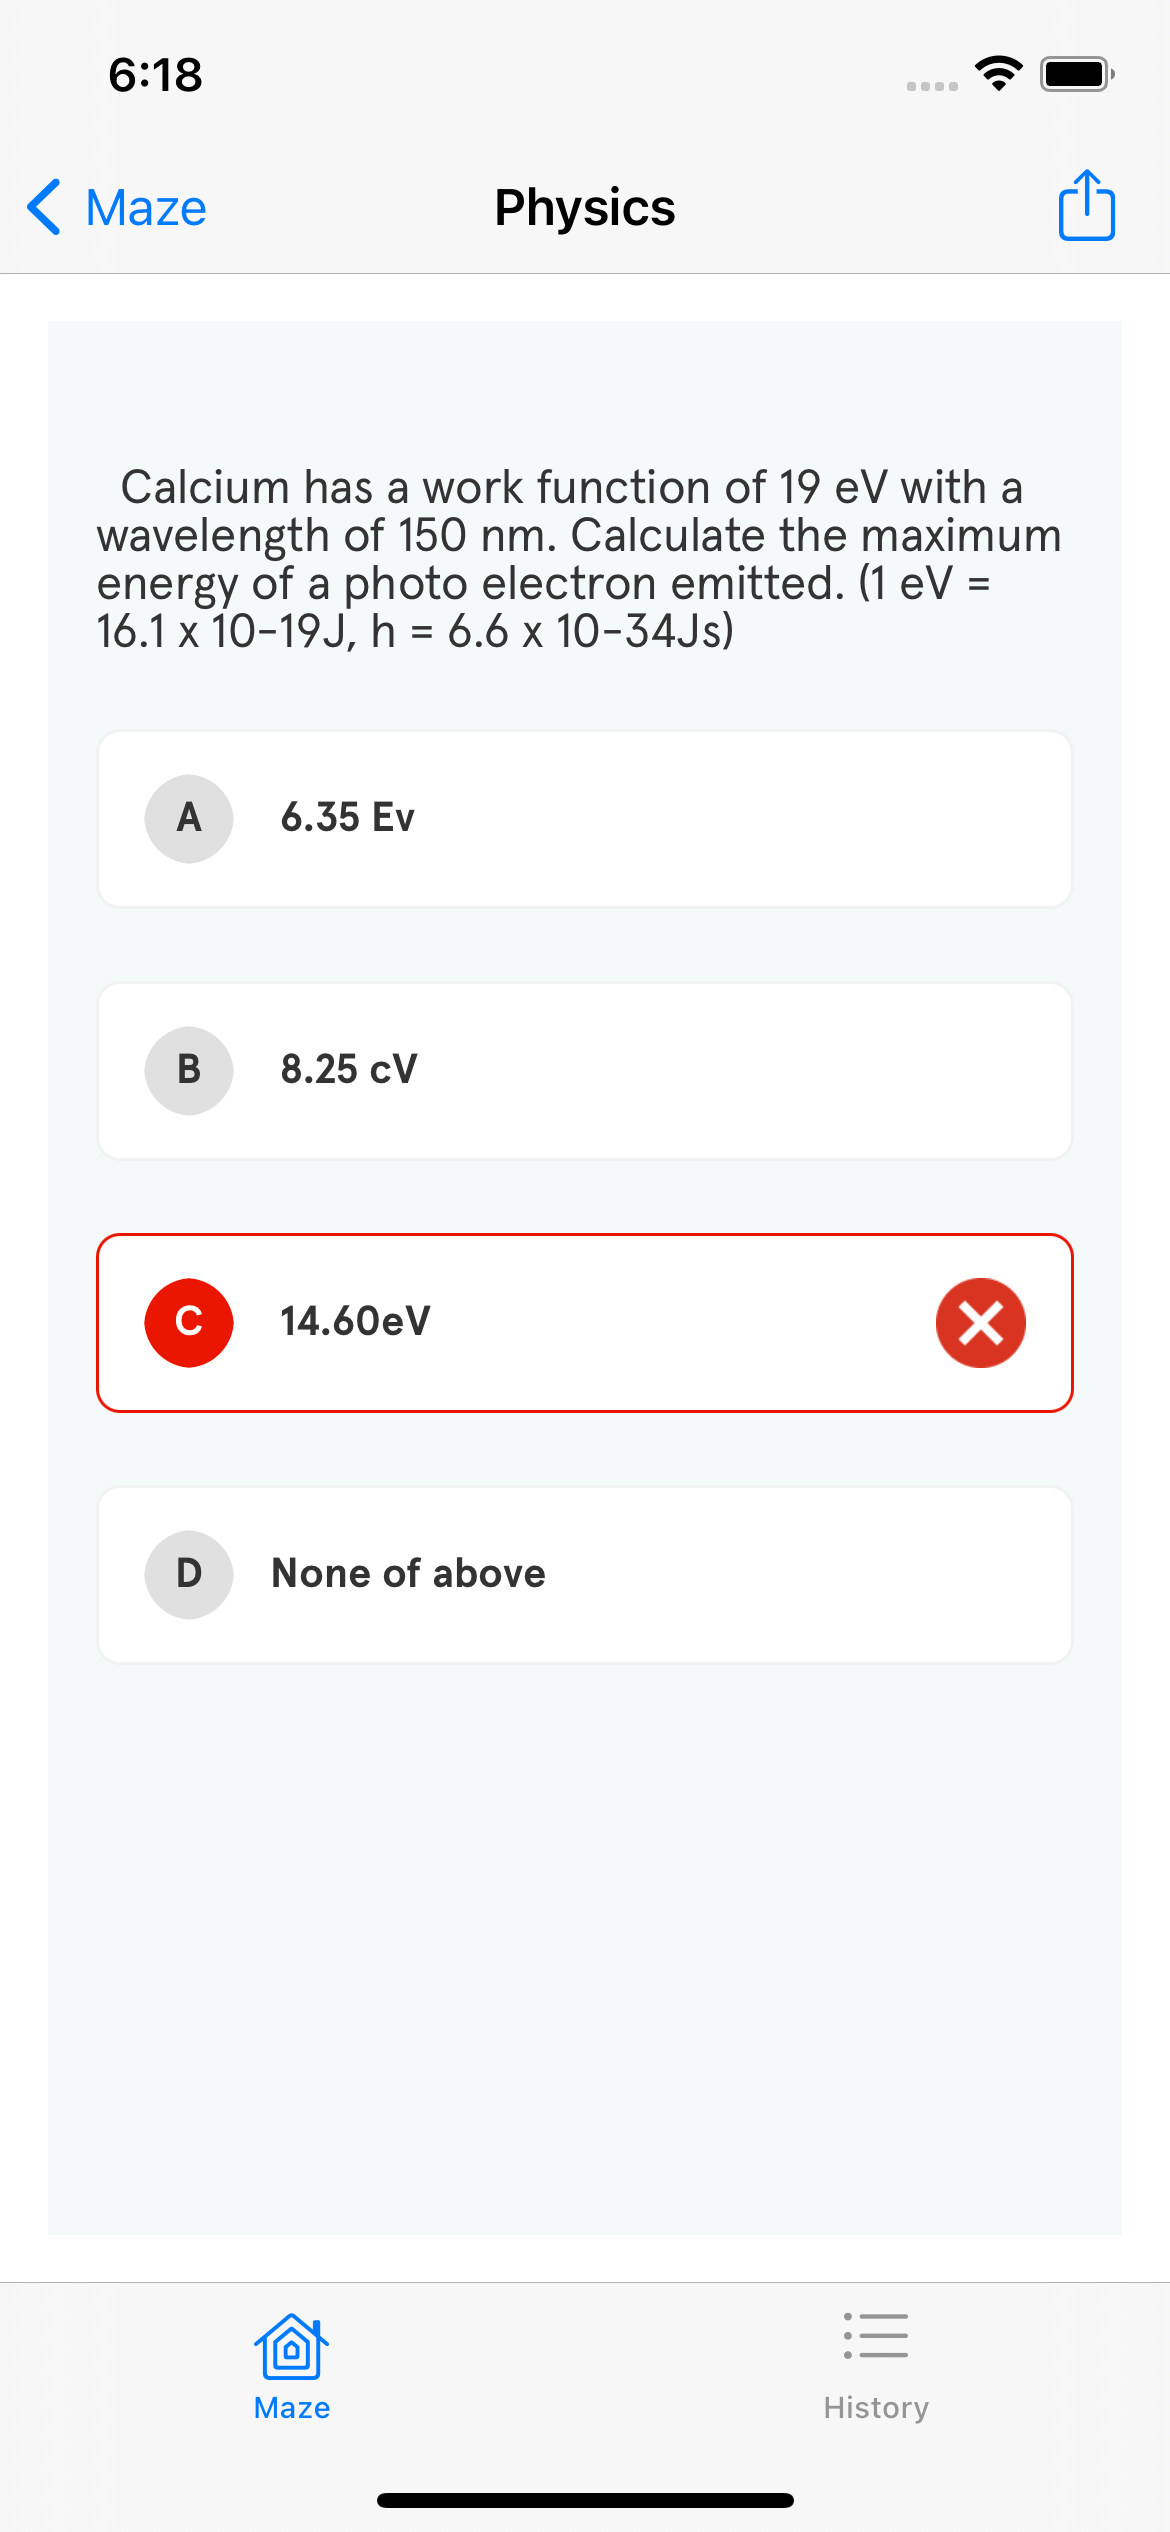 6:18
Maze
Physics
Calcium has a work function of 19 eV with a
wavelength of 150 nm. Calculate the maximum
energy of a photo electron emitted. (1 eV =
16.1 x 10-19J, h = 6.6 x 10-34Js)
A 6.35 Ev
B 8.25 cV
C 14.60eV
D None of above
Maze
History